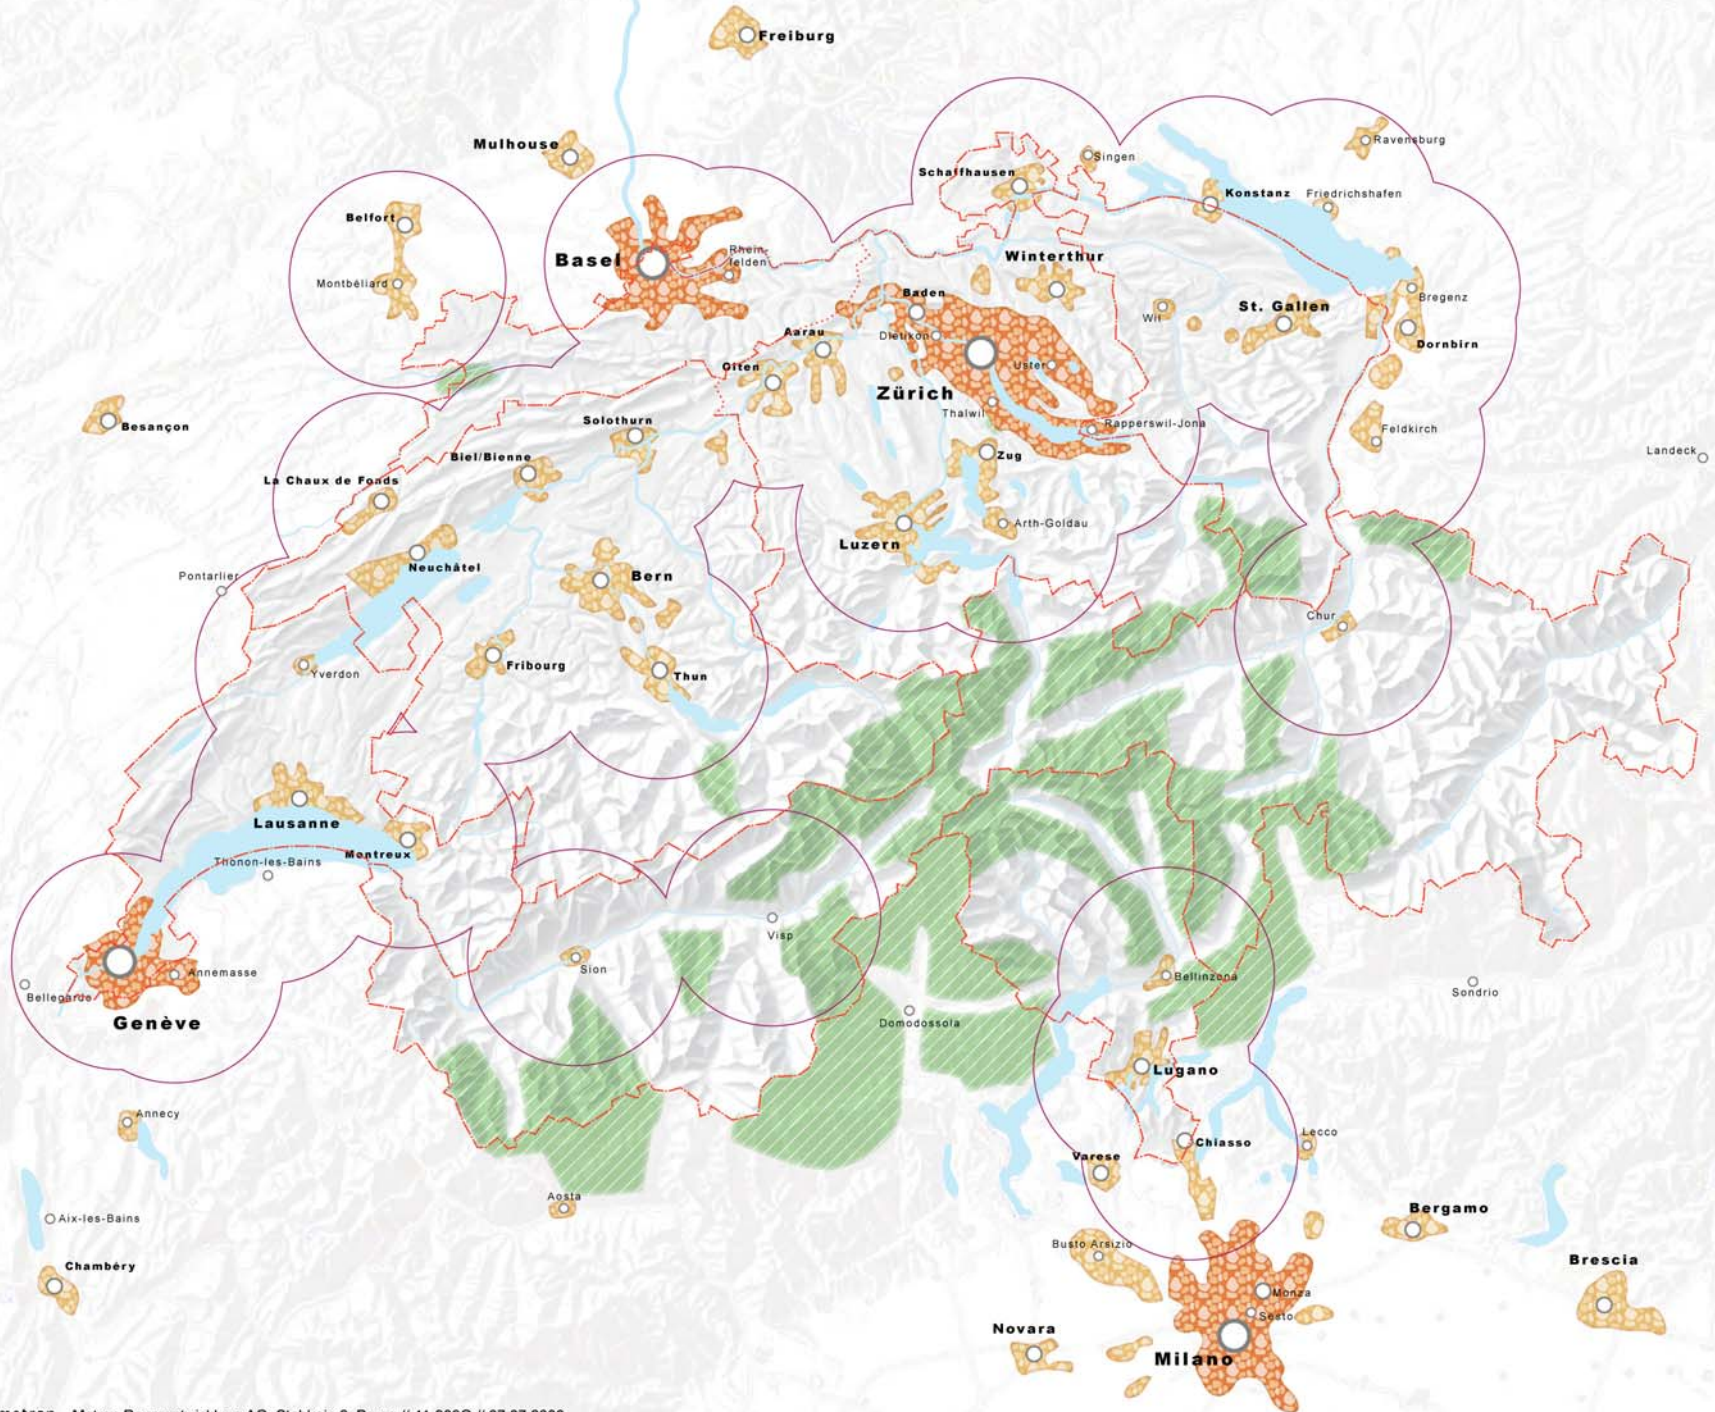 Freiburg
Mulhouse
Ravensburg
Singen
Schaffhausen
Konstanz
Friedrichshafen
Belfort
Basel
Rhein-
felden
Winterthur
Montbéliard
Baden
Bregenz
St. Gallen
Wil
Aarau
Dietikon
Dornbirn
Olten
Uster
Zürich
Thalwil
Rapperswil-Jona
Besançon
Solothurn
Feldkirch
Landeck
Biel/Bienne
Zug
La Chaux de Fonds
Arth-Goldau
Luzern
Neuchâtel
Pontarlier
Bern
Chur
Fribourg
Yverdon
Thun
Lausanne
Montreux
Thonon-les-Bains
Visp
Sion
Annemasse
Bellinzona
Bellegarde
Sondrio
Genève
Domodossola
Lugano
Annecy
Lecco
Chiasso
Varese
Aosta
Bergamo
Aix-les-Bains
Busto Arsizio
Brescia
Chambéry
Monza
Sesto
Novara
Milano